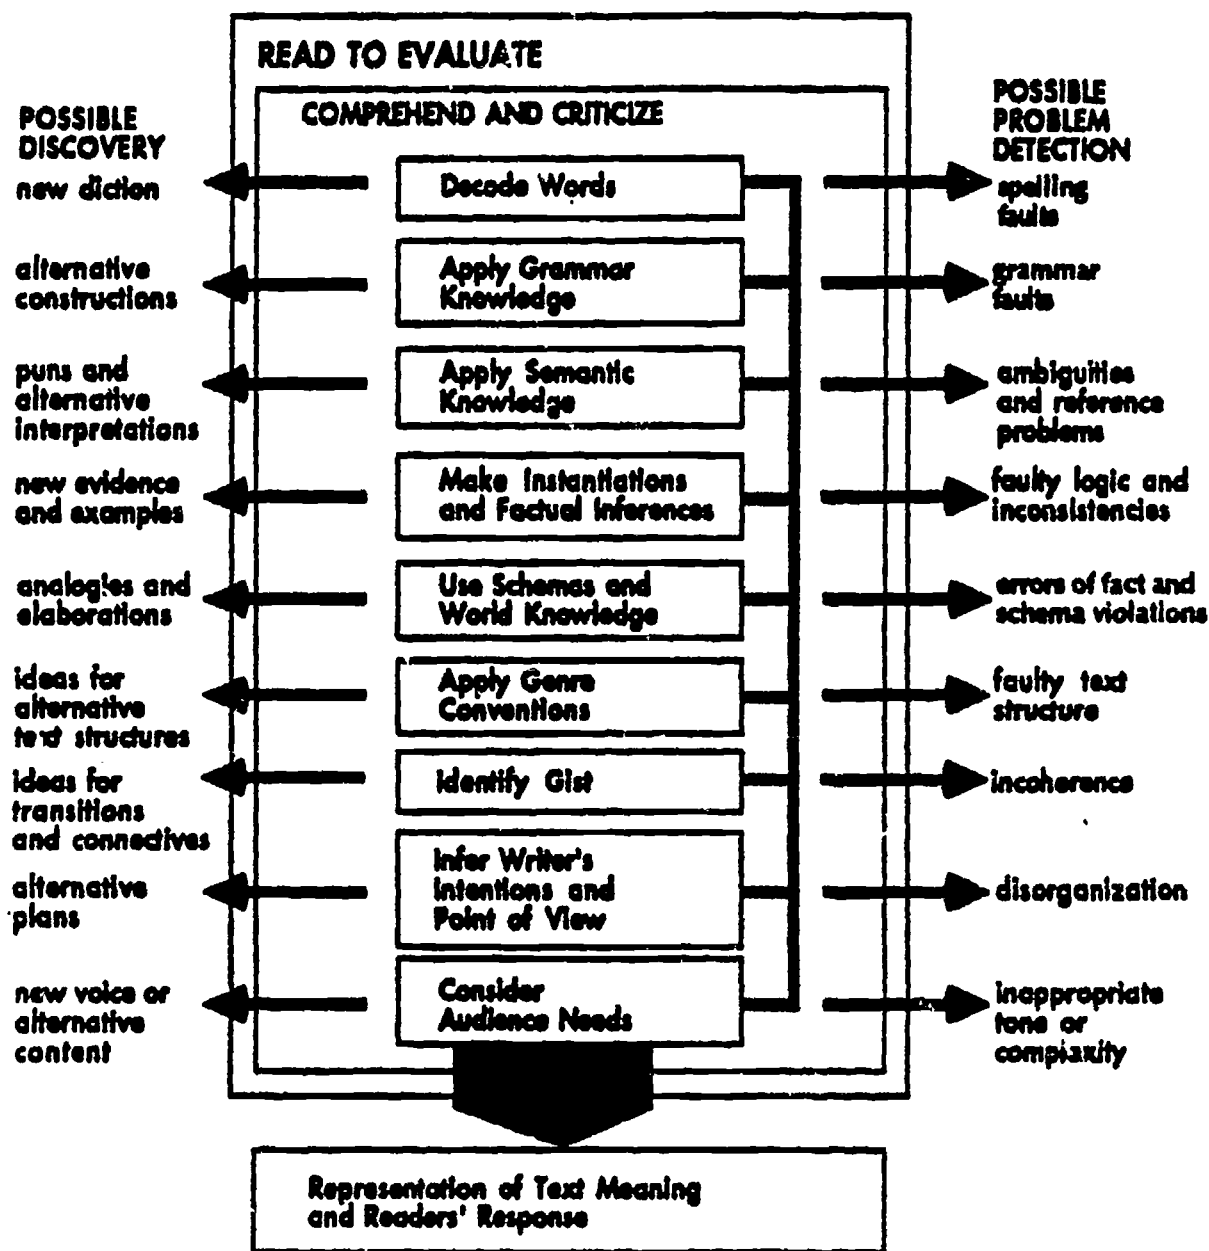 READ TO EVALUATE
COMPREHEND AND CRITICIZE
POSSIBLE
DISCOVERY
POSSIBLE
PROBLEM
DETECTION
new diction
Decode Words
spelling
faults
alternative
constructions
Apply Grammar
Knowledge
grammar
faults
puns and
alternative
interpretations
Apply Semantic
Knowledge
ambiguities
and reference
problems
new evidence
and examples
Make Instantiations
and Factual Inferences
faulty logic and
inconsistencies
analogies and
elaborations
Use Schemas and
World Knowledge
errors of fact and
schema violations
ideas for
alternative
text structures
Apply Genre
Conventions
faulty text
structure
ideas for
transitions
and connectives
Identify Gist
incoherence
alternative
plans
Infer Writer's
Intentions and
Point of View
disorganization
new voice or
alternative
content
Consider
Audience Needs
inappropriate
tone or
complexity
Representation of Text Meaning
and Readers' Response